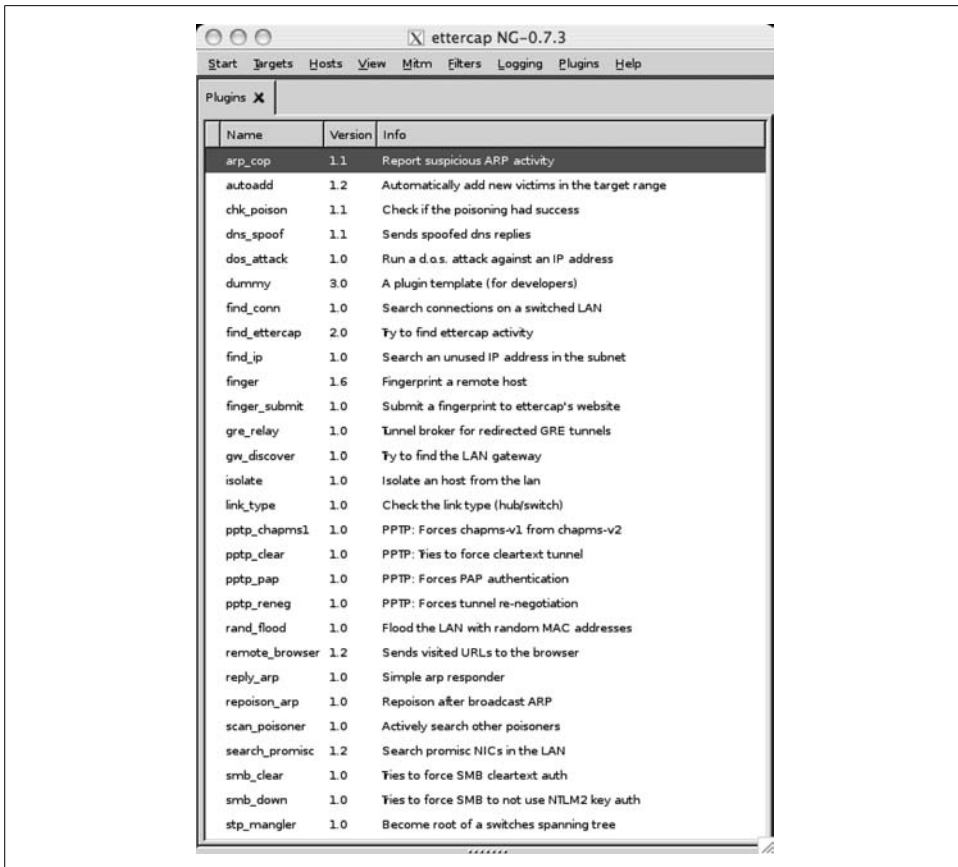 ettercap NG-0.7.3
Start Targets Hosts View Mitm Filters Logging Plugins Help
Plugins
Name Version Info
arp_cop 1.1 Report suspicious ARP activity
autoadd 1.2 Automatically add new victims in the target range
chk_poison 1.1 Check if the poisoning had success
dns_spoof 1.1 Sends spoofed dns replies
dos_attack 1.0 Run a d.o.s. attack against an IP address
dummy 3.0 A plugin template (for developers)
find_conn 1.0 Search connections on a switched LAN
find_ettercap 2.0 Try to find ettercap activity
find_ip 1.0 Search an unused IP address in the subnet
finger 1.6 Fingerprint a remote host
finger_submit 1.0 Submit a fingerprint to ettercap's website
gre_relay 1.0 Tunnel broker for redirected GRE tunnels
gw_discover 1.0 Try to find the LAN gateway
isolate 1.0 Isolate an host from the lan
link_type 1.0 Check the link type (hub/switch)
pptp_chapms1 1.0 PPTP: Forces chapms-v1 from chapms-v2
pptp_clear 1.0 PPTP: Tries to force cleartext tunnel
pptp_pap 1.0 PPTP: Forces PAP authentication
pptp_reneg 1.0 PPTP: Forces tunnel re-negotiation
rand_flood 1.0 Flood the LAN with random MAC addresses
remote_browser 1.2 Sends visited URLs to the browser
reply_arp 1.0 Simple arp responder
repoison_arp 1.0 Repoison after broadcast ARP
scan_poisoner 1.0 Actively search other poisoners
search_promisc 1.2 Search promisc NICs in the LAN
smb_clear 1.0 Tries to force SMB cleartext auth
smb_down 1.0 Tries to force SMB to not use NTLM2 key auth
stp_mangler 1.0 Become root of a switches spanning tree